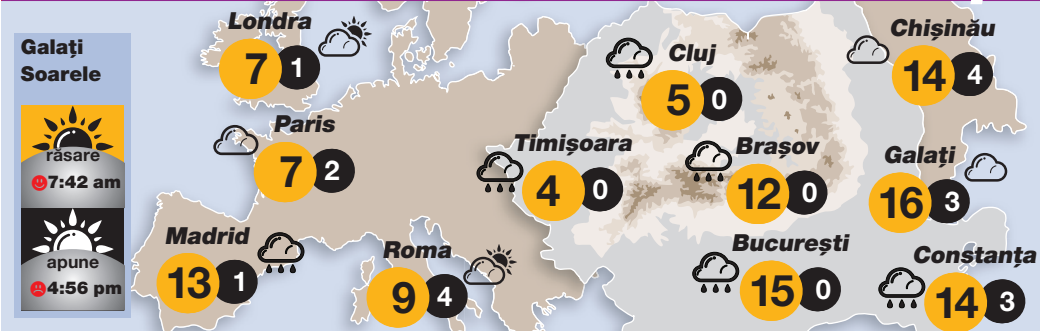 Galați
Soarele
răsare
7:42 am
apune
4:56 pm
Londra
7 1
Paris
7 2
Madrid
13 1
Roma
9 4
Cluj
5 0
Timișoara
4 0
Brașov
12 0
București
15 0
Chișinău
14 4
Galați
16 3
Constanța
14 3